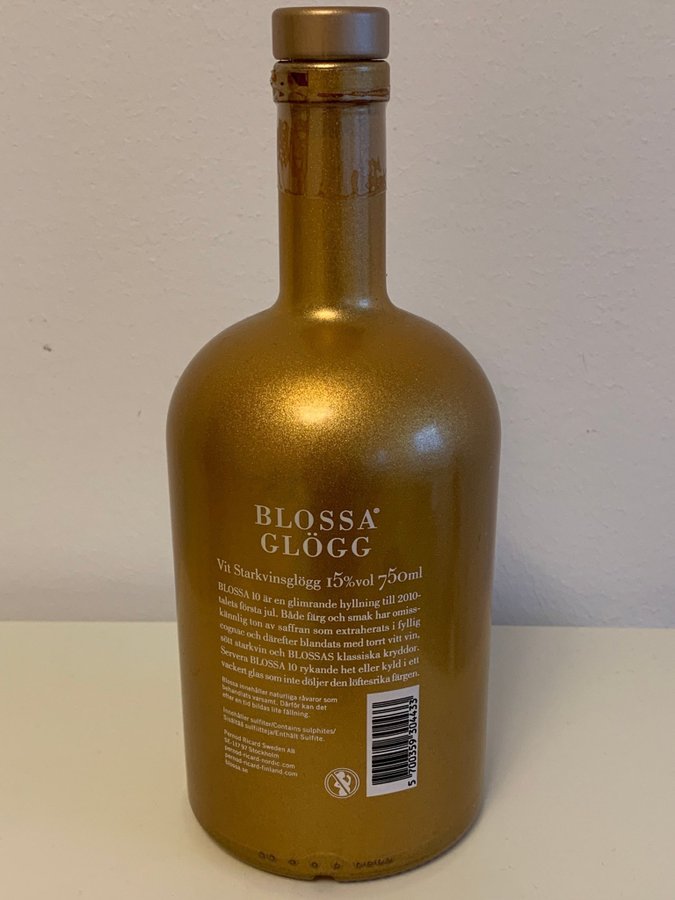 BLOSSA®
GLÖGG
Vit Starkvinsglögg 15%vol 750ml
BLOSSA 10 är en glimrande hyllning till 2010-
talets första jul. Både färg och smak har omiss-
kännlig ton av saffran som extraherats i fyllig
cognac och därefter blandats med torrt vitt vin,
sött starkvin och BLOSSAS klassiska kryddor.
Servera BLOSSA 10 rykande het eller kyld i ett
vackert glas som inte döljer den löftesrika färgen.
Blossa innehåller naturliga råvaror som
behandlats varsamt. Därför kan det
efter en tid bildas lite fällning.
Innehåller sulfiter/Contains sulphites/
Sisältää sulfiitteja/Enthält Sulfite.
Pernod Ricard Sweden AB
SE-117 97 Stockholm
pernod-ricard-nordic.com
pernod-ricard-finland.com
blossa.se
5 700359 304433